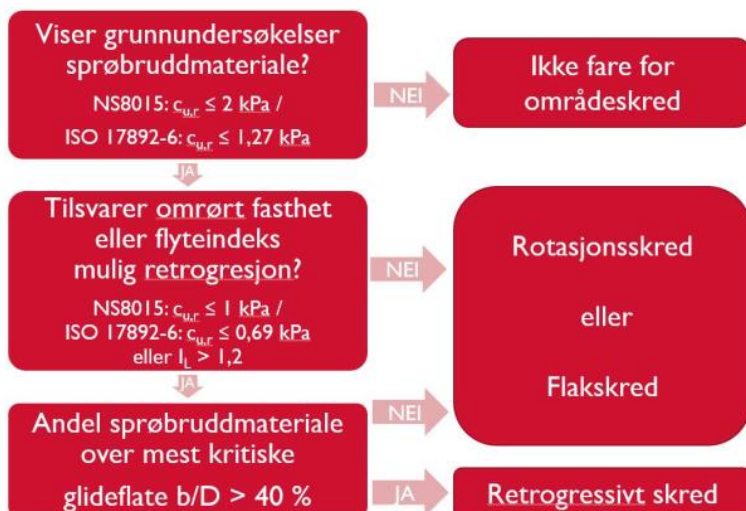 Viser grunnundersøkelser
sprøbruddmateriale?
NS8015: cu,r ≤ 2 kPa /
ISO 17892-6: cu,r ≤ 1,27 kPa
NEI
Ikke fare for
områdeskred
JA
Tilsvarer omrørt fasthet
eller flyteindeks
mulig retrogresjon?
NS8015: cu,r ≤ 1 kPa /
ISO 17892-6: cu,r ≤ 0,69 kPa
eller IL > 1,2
NEI
Rotasjonsskred
eller
Flakskred
JA
Andel sprøbruddmateriale
over mest kritiske
glideflate b/D > 40 %
NEI
JA
Retrogressivt skred